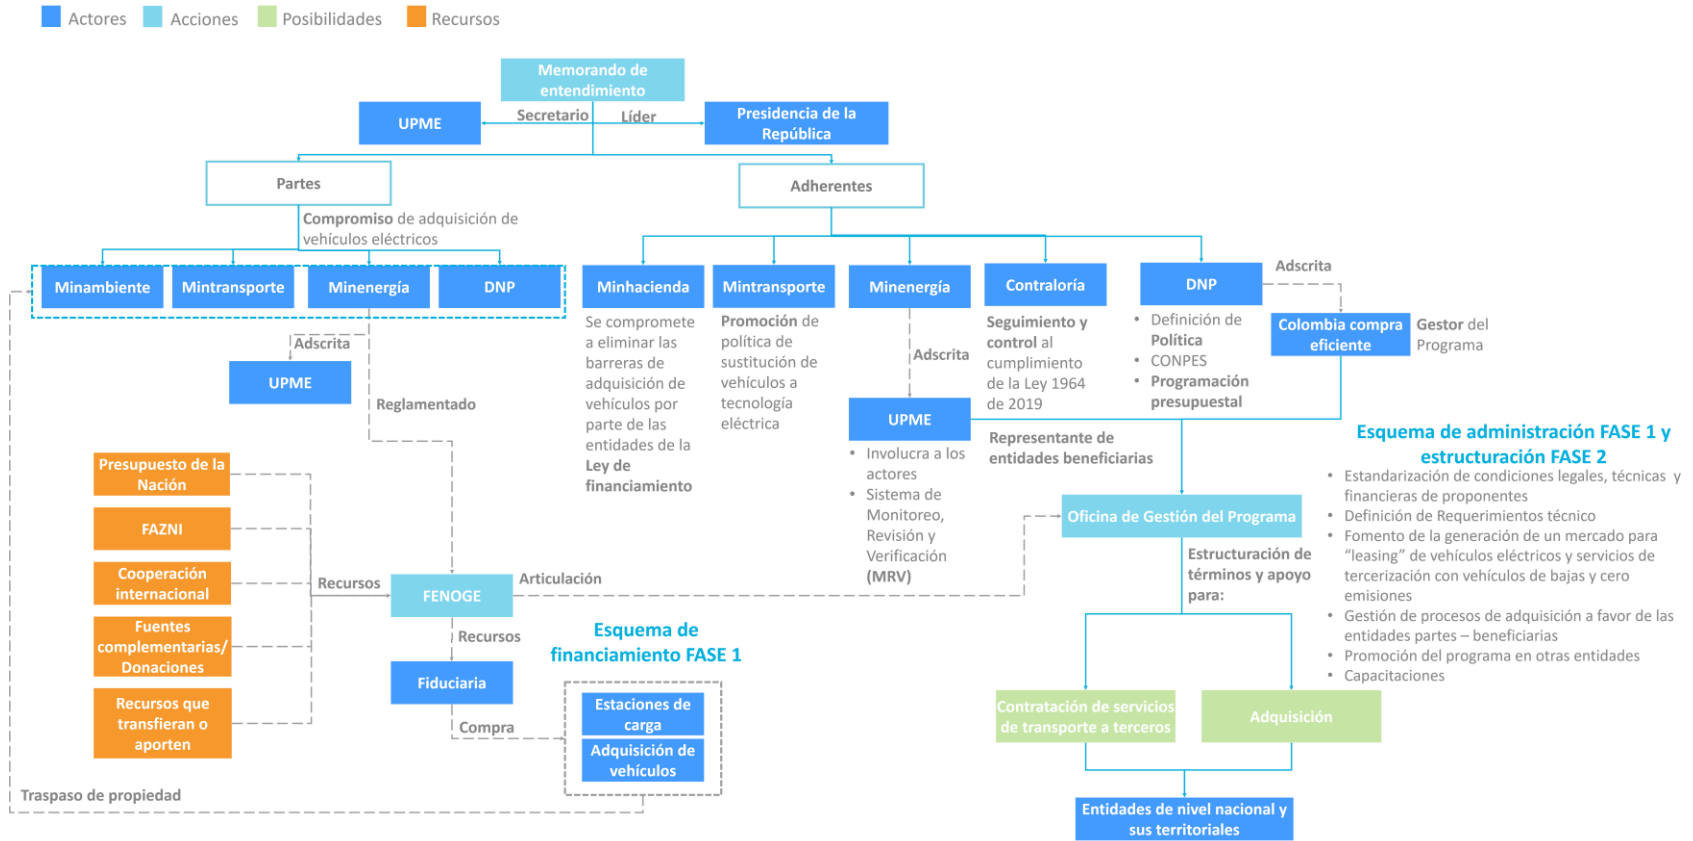 Actores
Acciones
Posibilidades
Recursos
Memorando de
entendimiento
Secretario
Líder
UPME
Presidencia de la
República
Partes
Adherentes
Compromiso de adquisición de
vehículos eléctricos
Minambiente
Mintransporte
Minenergía
DNP
Minhacienda
Mintransporte
Minenergía
Contraloría
DNP
Adscrita
Colombia compra
eficiente
Gestor del
Programa
Se compromete
a eliminar las
barreras de
adquisición de
vehículos por
parte de las
entidades de la
Ley de
financiamiento
Promoción de
política de
sustitución de
vehículos a
tecnología
eléctrica
Adscrita
Seguimiento y
control al
cumplimiento
de la Ley 1964
de 2019
• Definición de
Política
• CONPES
• Programación
presupuestal
Adscrita
UPME
Reglamentado
UPME
• Involucra a los
actores
• Sistema de
Monitoreo,
Revisión y
Verificación
(MRV)
Representante de
entidades beneficiarias
Esquema de administración FASE 1 y
estructuración FASE 2
• Estandarización de condiciones legales, técnicas y
financieras de proponentes
• Definición de Requerimientos técnico
• Fomento de la generación de un mercado para
“leasing” de vehículos eléctricos y servicios de
tercerización con vehículos de bajas y cero
emisiones
• Gestión de procesos de adquisición a favor de las
entidades partes – beneficiarias
• Promoción del programa en otras entidades
• Capacitaciones
Presupuesto de la
Nación
FAZNI
Cooperación
internacional
Fuentes
complementarias/
Donaciones
Recursos que
transfieran o
aporten
Recursos
FENOGE
Articulación
Oficina de Gestión del Programa
Estructuración de
términos y apoyo
para:
Recursos
Esquema de
financiamiento FASE 1
Fiduciaria
Compra
Estaciones de
carga
Adquisición de
vehículos
Traspaso de propiedad
Contratación de servicios
de transporte a terceros
Adquisición
Entidades de nivel nacional y
sus territoriales